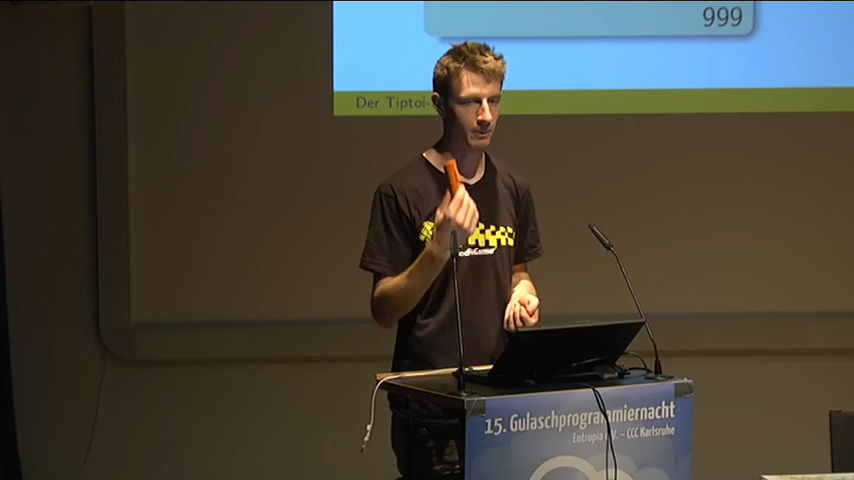 999
Der Tiptoi-
15. Gulaschprogrammiernacht
Entropia e.V. – CCC Karlsruhe